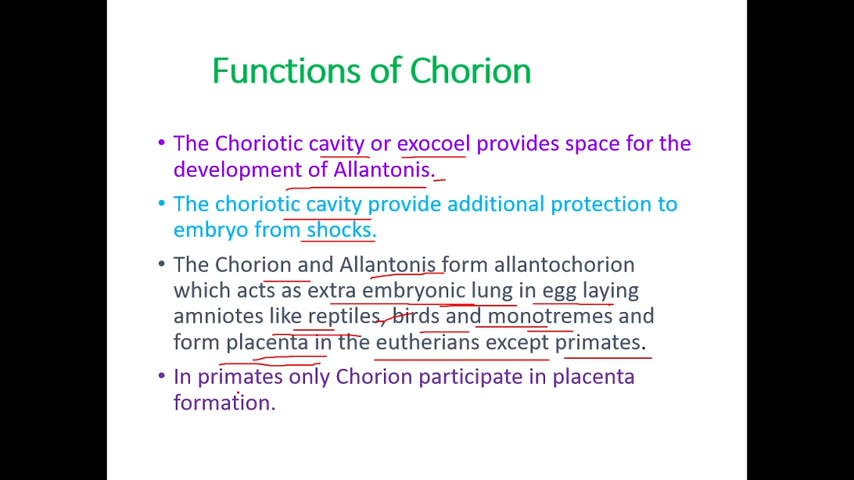 Functions of Chorion
• The Choriotic cavity or exocoel provides space for the
development of Allantonis.
• The choriotic cavity provide additional protection to
embryo from shocks.
• The Chorion and Allantonis form allantochorion
which acts as extra embryonic lung in egg laying
amniotes like reptiles, birds and monotremes and
form placenta in the eutherians except primates.
• In primates only Chorion participate in placenta
formation.